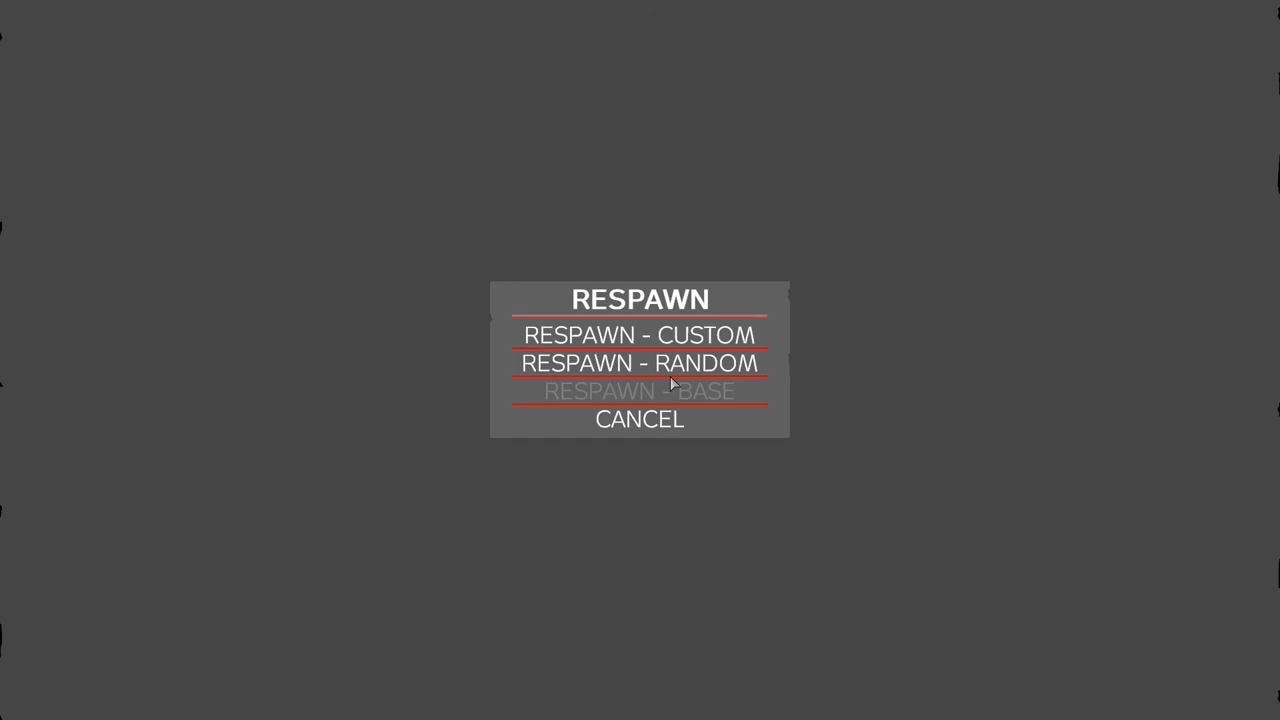 RESPAWN
RESPAWN - CUSTOM
RESPAWN - RANDOM
RESPAWN - BASE
CANCEL